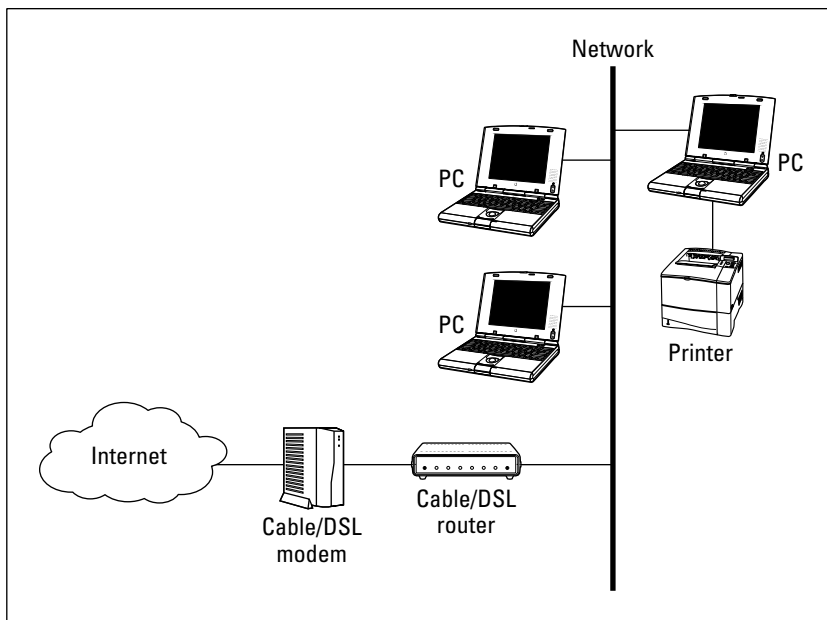 Network
PC
PC
PC
Printer
Internet
Cable/DSL
router
Cable/DSL
modem